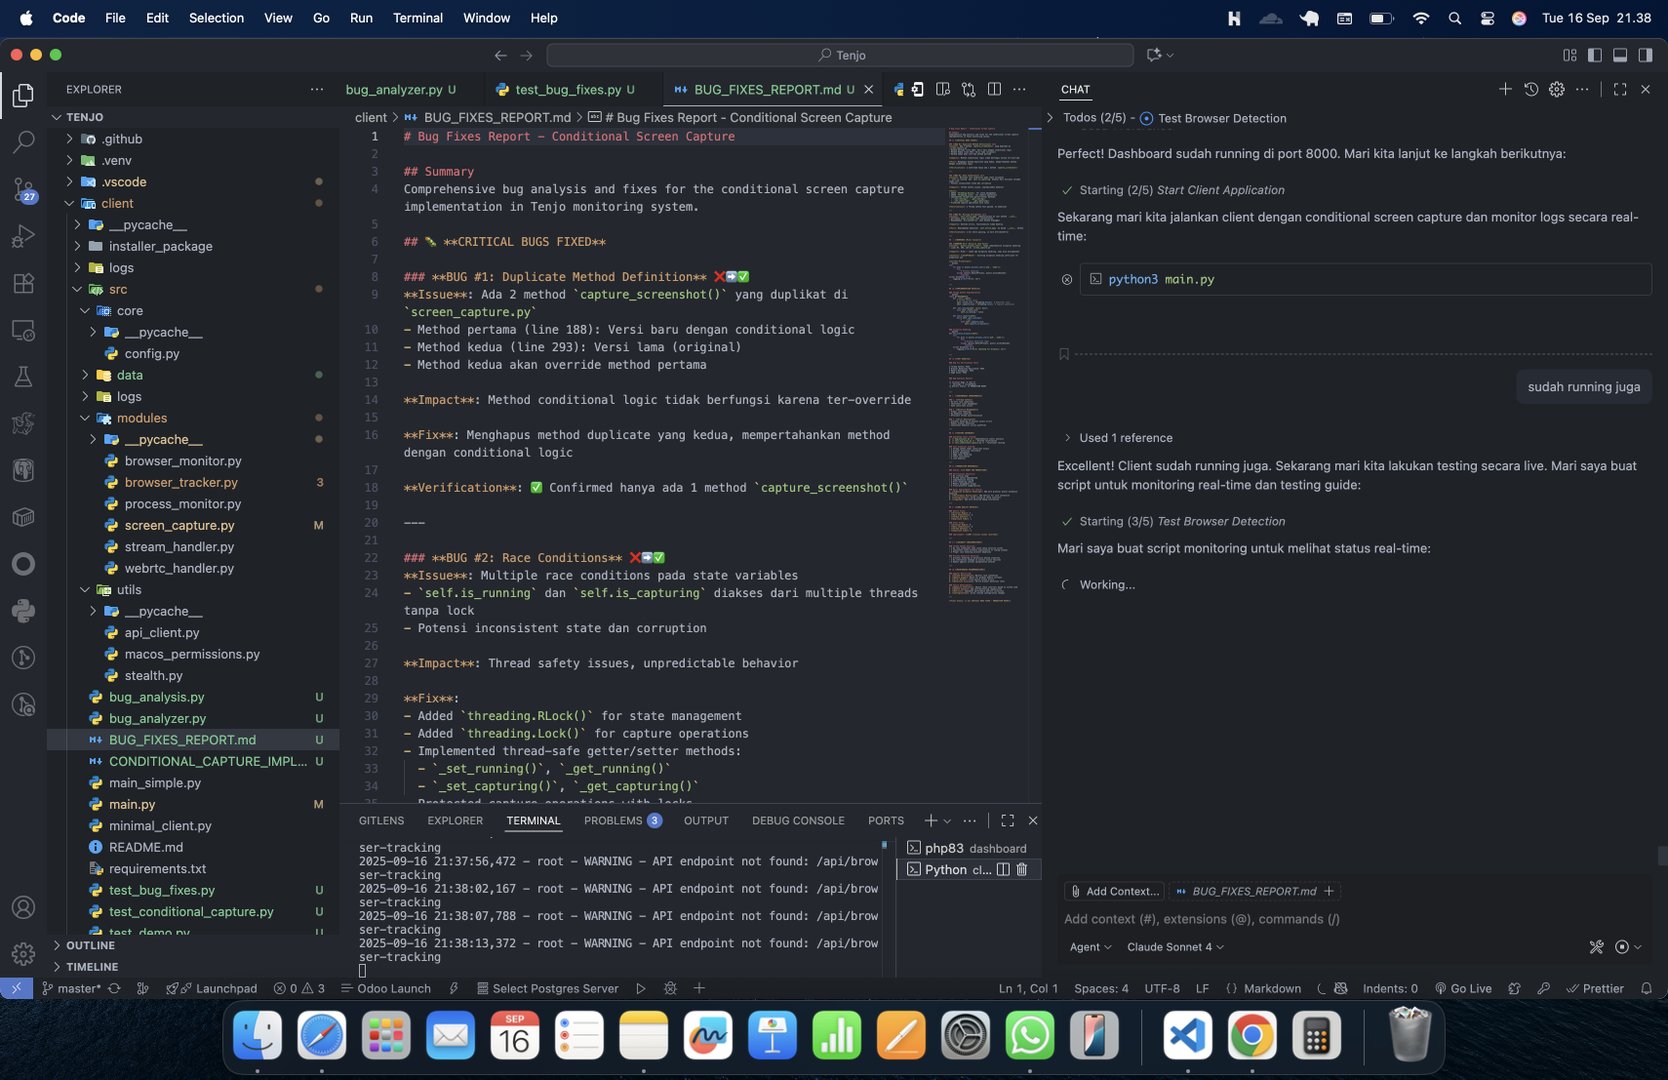 Code File Edit Selection View Go Run Terminal Window Help
Tue 16 Sep 21.38
Tenjo
EXPLORER
bug_analyzer.py U
test_bug_fixes.py U
BUG_FIXES_REPORT.md U
CHAT
TENJO
.github
.venv
.vscode
client
__pycache__
installer_package
logs
src
core
__pycache__
config.py
data
logs
modules
__pycache__
browser_monitor.py
browser_tracker.py 3
process_monitor.py
screen_capture.py M
stream_handler.py
webrtc_handler.py
utils
__pycache__
api_client.py
macos_permissions.py
stealth.py
bug_analysis.py U
bug_analyzer.py U
BUG_FIXES_REPORT.md U
CONDITIONAL_CAPTURE_IMPL... U
main_simple.py
main.py M
minimal_client.py
README.md
requirements.txt
test_bug_fixes.py U
test_conditional_capture.py U
test_demo.py U
OUTLINE
TIMELINE
27
client > BUG_FIXES_REPORT.md > # Bug Fixes Report - Conditional Screen Capture
1 # Bug Fixes Report - Conditional Screen Capture
2
3 ## Summary
4 Comprehensive bug analysis and fixes for the conditional screen capture
implementation in Tenjo monitoring system.
5
6 ## 🐛 **CRITICAL BUGS FIXED**
7
8 ### **BUG #1: Duplicate Method Definition** ❌➡️✅
9 **Issue**: Ada 2 method `capture_screenshot()` yang duplikat di
`screen_capture.py`
10 - Method pertama (line 188): Versi baru dengan conditional logic
11 - Method kedua (line 293): Versi lama (original)
12 - Method kedua akan override method pertama
13
14 **Impact**: Method conditional logic tidak berfungsi karena ter-override
15
16 **Fix**: Menghapus method duplicate yang kedua, mempertahankan method
dengan conditional logic
17
18 **Verification**: ✅ Confirmed hanya ada 1 method `capture_screenshot()`
19
20 ---
21
22 ### **BUG #2: Race Conditions** ❌➡️✅
23 **Issue**: Multiple race conditions pada state variables
24 - `self.is_running` dan `self.is_capturing` diakses dari multiple threads
tanpa lock
25 - Potensi inconsistent state dan corruption
26
27 **Impact**: Thread safety issues, unpredictable behavior
28
29 **Fix**:
30 - Added `threading.RLock()` for state management
31 - Added `threading.Lock()` for capture operations
32 - Implemented thread-safe getter/setter methods:
33 - `_set_running()`, `_get_running()`
34 - `_set_capturing()`, `_get_capturing()`
35 - Protected capture operations with locks
GITLENS EXPLORER TERMINAL PROBLEMS 3 OUTPUT DEBUG CONSOLE PORTS
ser-tracking
2025-09-16 21:37:56,472 - root - WARNING - API endpoint not found: /api/brow
ser-tracking
2025-09-16 21:38:02,167 - root - WARNING - API endpoint not found: /api/brow
ser-tracking
2025-09-16 21:38:07,788 - root - WARNING - API endpoint not found: /api/brow
ser-tracking
2025-09-16 21:38:13,372 - root - WARNING - API endpoint not found: /api/brow
ser-tracking
php83 dashboard
Python cl...
Todos (2/5) - Test Browser Detection
Perfect! Dashboard sudah running di port 8000. Mari kita lanjut ke langkah berikutnya:
Starting (2/5) Start Client Application
Sekarang mari kita jalankan client dengan conditional screen capture dan monitor logs secara real-
time:
python3 main.py
sudah running juga
Used 1 reference
Excellent! Client sudah running juga. Sekarang mari kita lakukan testing secara live. Mari saya buat
script untuk monitoring real-time dan testing guide:
Starting (3/5) Test Browser Detection
Mari saya buat script monitoring untuk melihat status real-time:
Working...
Add Context... BUG_FIXES_REPORT.md
Add context (#), extensions (@), commands (/)
Agent Claude Sonnet 4
master* Launchpad 0 3 Odoo Launch Select Postgres Server Ln 1, Col 1 Spaces: 4 UTF-8 LF {} Markdown Indents: 0 Go Live Prettier
SEP
16